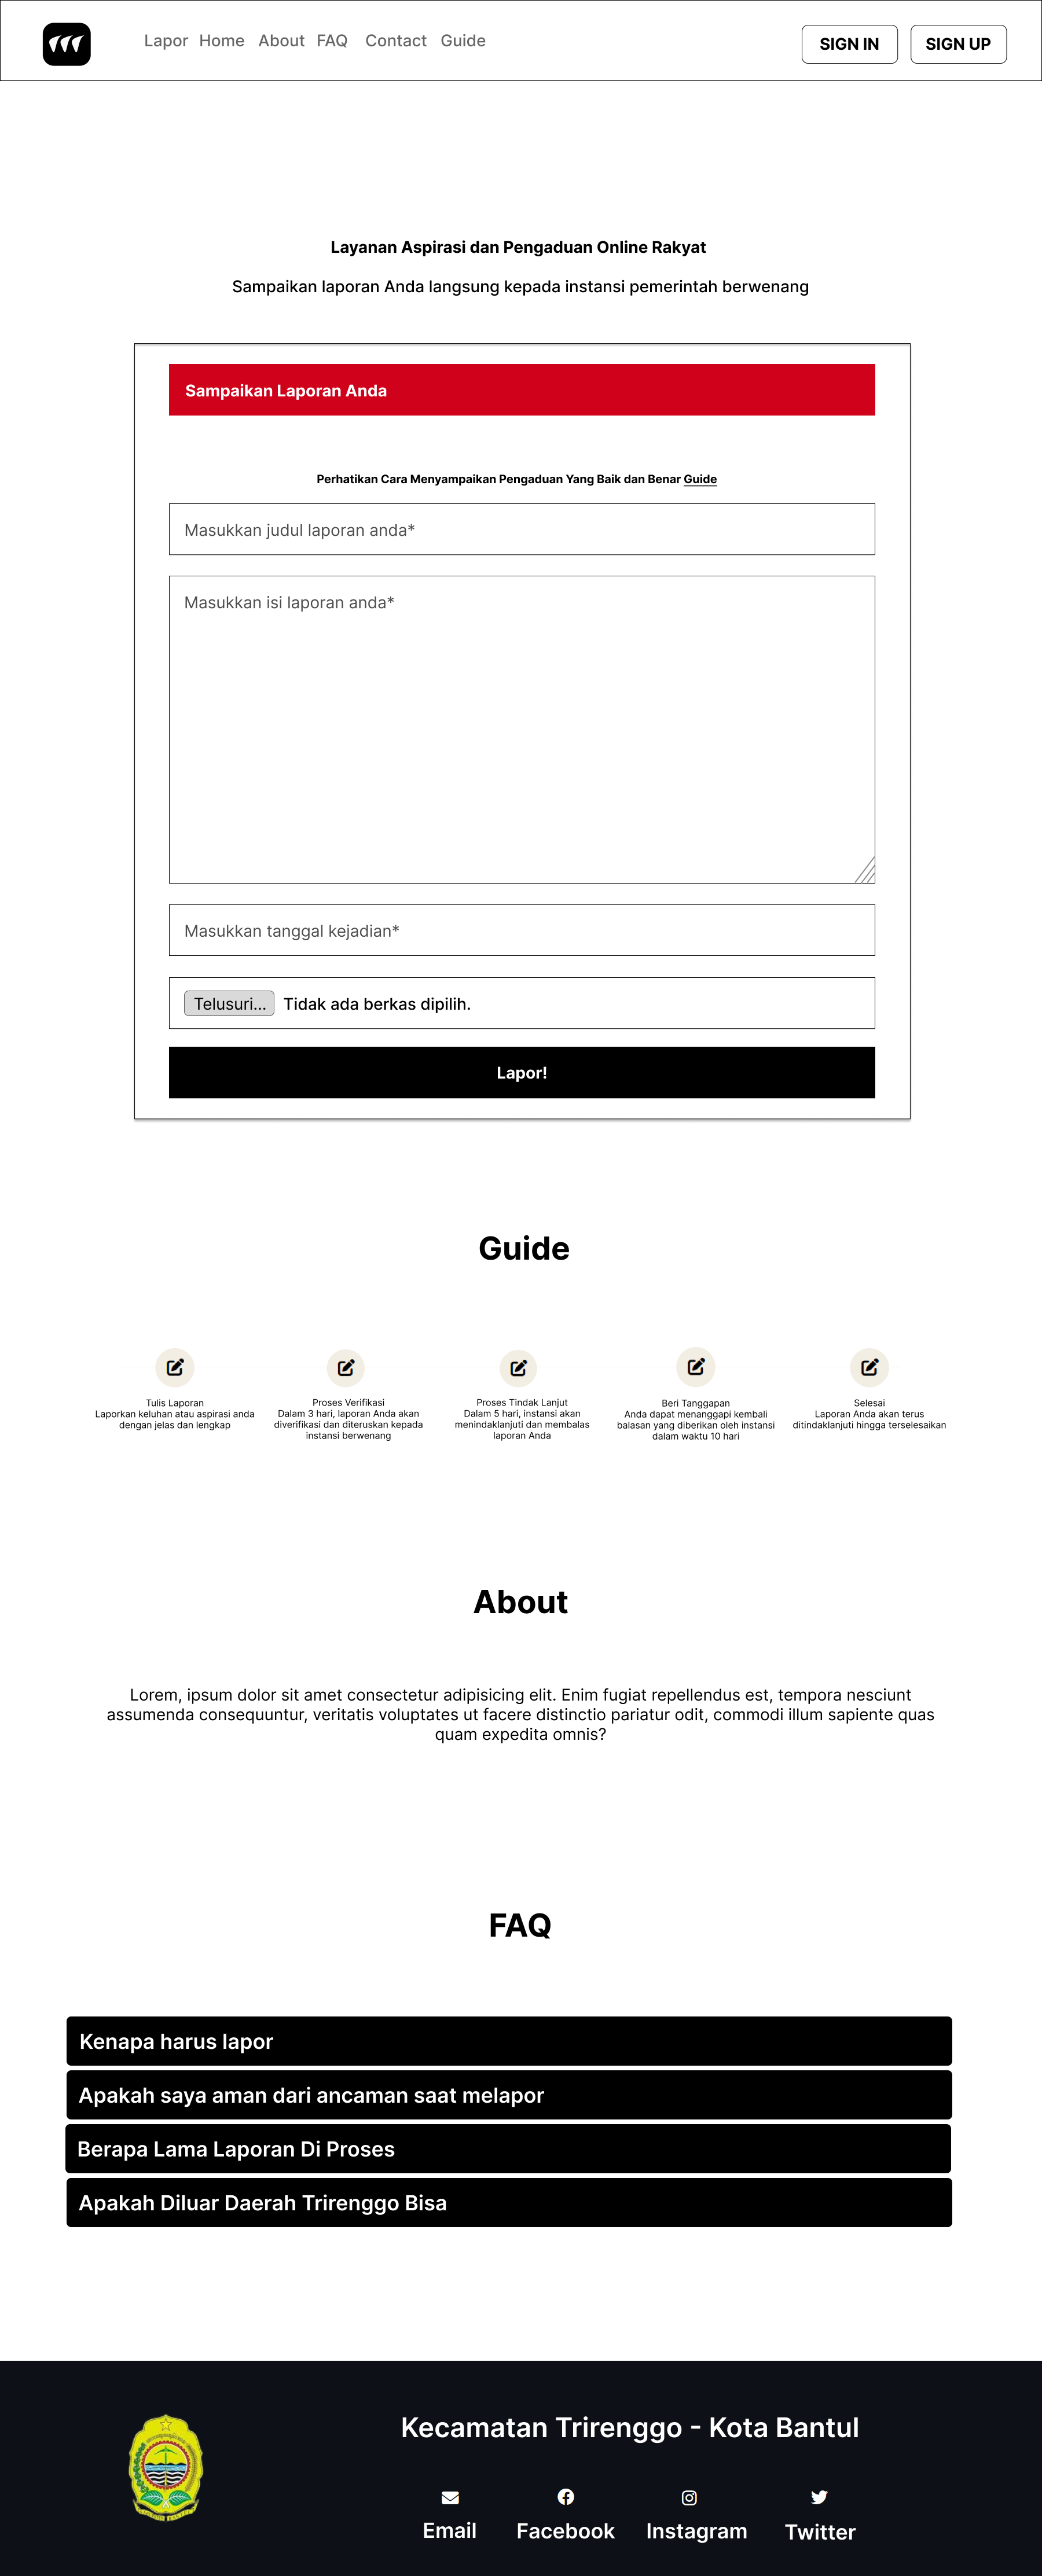 Lapor Home About FAQ Contact Guide SIGN IN SIGN UP
Layanan Aspirasi dan Pengaduan Online Rakyat
Sampaikan laporan Anda langsung kepada instansi pemerintah berwenang
Sampaikan Laporan Anda
Perhatikan Cara Menyampaikan Pengaduan Yang Baik dan Benar Guide
Masukkan judul laporan anda*
Masukkan isi laporan anda*
Masukkan tanggal kejadian*
Telusuri... Tidak ada berkas dipilih.
Lapor!
Guide
Tulis Laporan
Laporkan keluhan atau aspirasi anda
dengan jelas dan lengkap
Proses Verifikasi
Dalam 3 hari, laporan Anda akan
diverifikasi dan diteruskan kepada
instansi berwenang
Proses Tindak Lanjut
Dalam 5 hari, instansi akan
menindaklanjuti dan membalas
laporan Anda
Beri Tanggapan
Anda dapat menanggapi kembali
balasan yang diberikan oleh instansi
dalam waktu 10 hari
Selesai
Laporan Anda akan terus
ditindaklanjuti hingga terselesaikan
About
Lorem, ipsum dolor sit amet consectetur adipisicing elit. Enim fugiat repellendus est, tempora nesciunt
assumenda consequuntur, veritatis voluptates ut facere distinctio pariatur odit, commodi illum sapiente quas
quam expedita omnis?
FAQ
Kenapa harus lapor
Apakah saya aman dari ancaman saat melapor
Berapa Lama Laporan Di Proses
Apakah Diluar Daerah Trirenggo Bisa
Kecamatan Trirenggo - Kota Bantul
Email Facebook Instagram Twitter